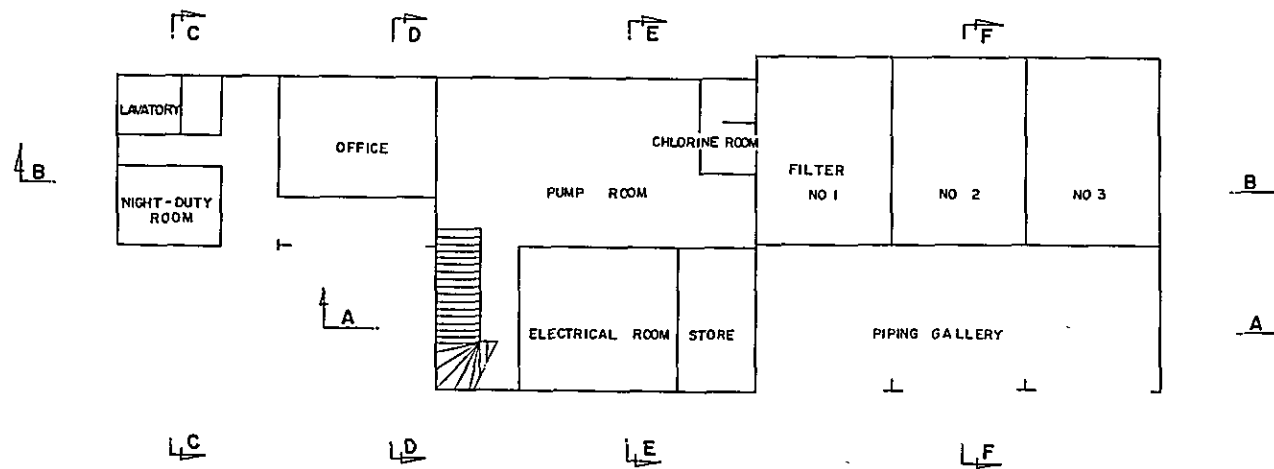 C D E F
LAVATORY
OFFICE
CHLORINE ROOM
B
FILTER
B
NIGHT-DUTY
ROOM
PUMP ROOM
NO 1
NO 2
NO 3
A
ELECTRICAL ROOM
STORE
PIPING GALLERY
A
C D E F